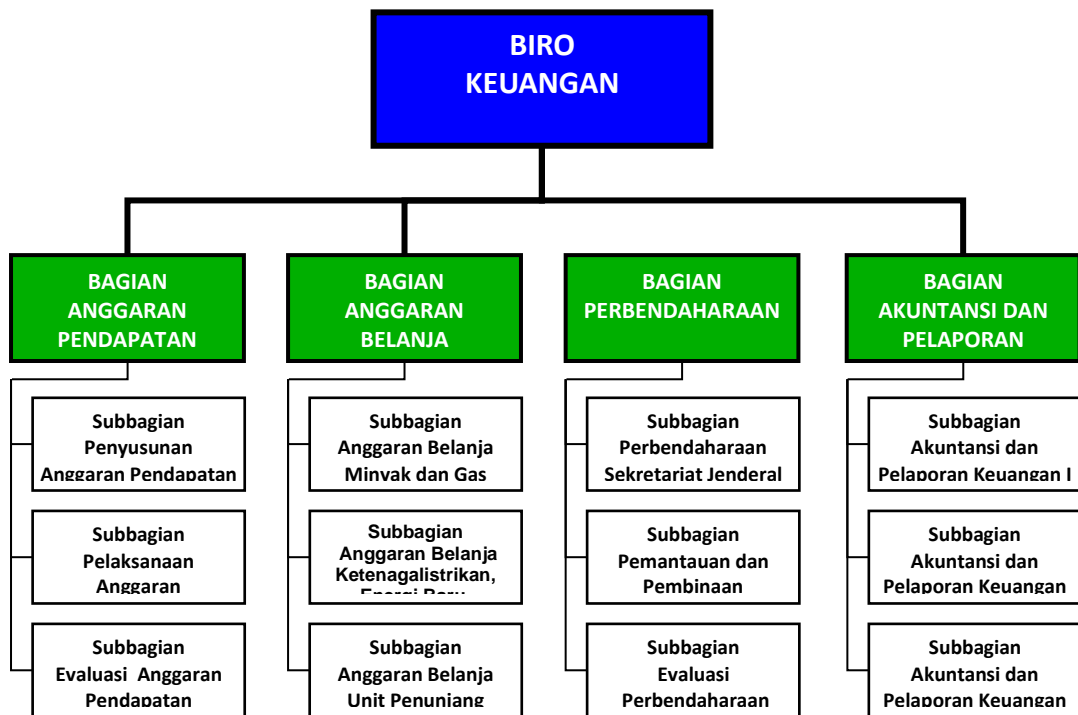 BIRO
KEUANGAN
BAGIAN
ANGGARAN
PENDAPATAN
BAGIAN
ANGGARAN
BELANJA
BAGIAN
PERBENDAHARAAN
BAGIAN
AKUNTANSI DAN
PELAPORAN
Subbagian
Penyusunan
Anggaran Pendapatan
Subbagian
Anggaran Belanja
Minyak dan Gas
Subbagian
Perbendaharaan
Sekretariat Jenderal
Subbagian
Akuntansi dan
Pelaporan Keuangan I
Subbagian
Pelaksanaan
Anggaran
Subbagian
Anggaran Belanja
Ketenagalistrikan,
Energi Baru
Subbagian
Pemantauan dan
Pembinaan
Subbagian
Akuntansi dan
Pelaporan Keuangan
Subbagian
Evaluasi Anggaran
Pendapatan
Subbagian
Anggaran Belanja
Unit Penunjang
Subbagian
Evaluasi
Perbendaharaan
Subbagian
Akuntansi dan
Pelaporan Keuangan